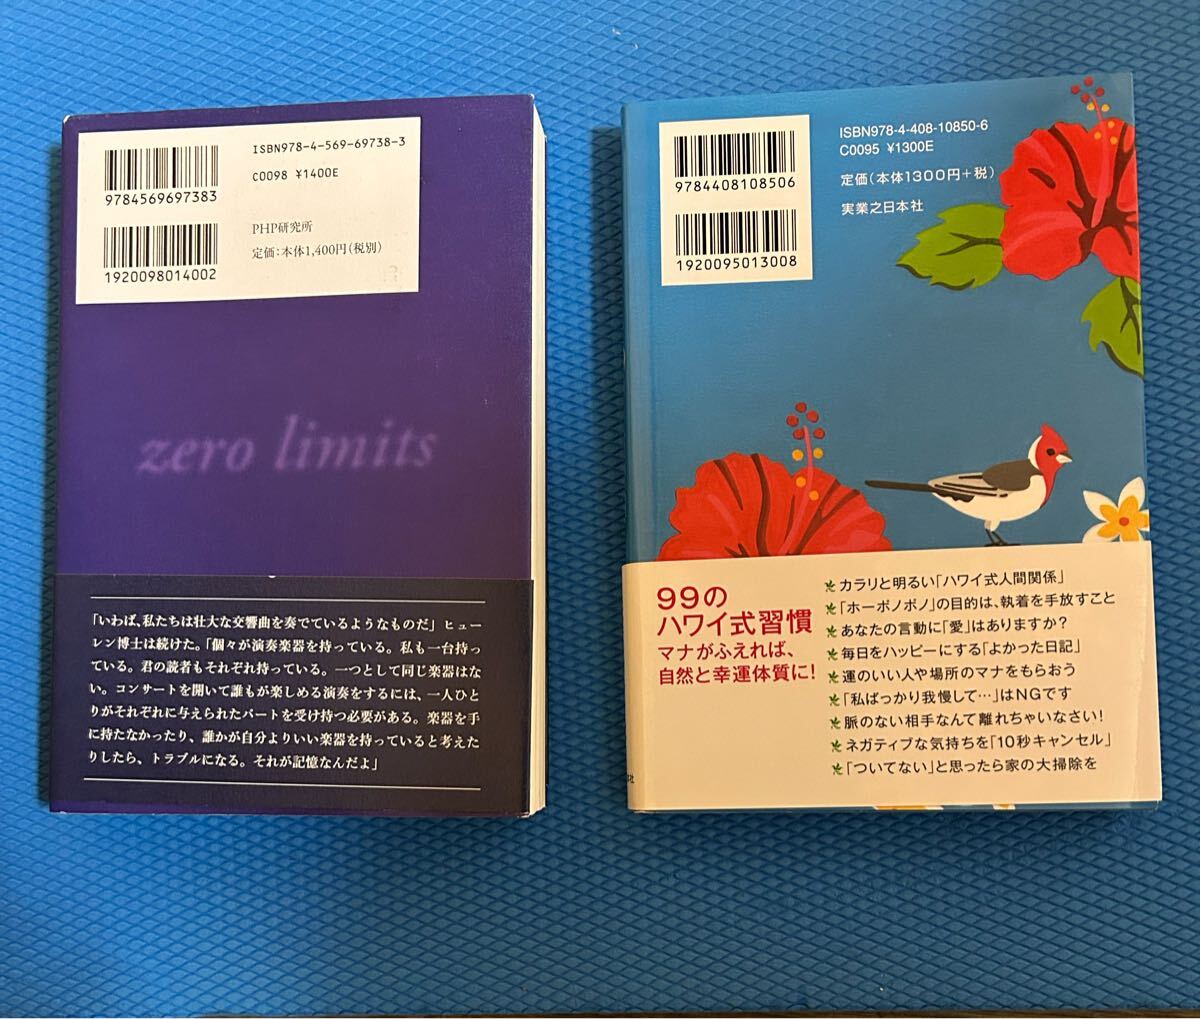 ISBN978-4-569-69738-3
C0098 ¥1400E
9784569697383
PHP研究所
定価:本体1,400円(税別)
1920098014002
zero limits
「いわば、私たちは壮大な交響曲を奏でているようなものだ」ヒュー
レン博士は続けた。「個々が演奏楽器を持っている。私も一台持っ
ている。君の読者もそれぞれ持っている。一つとして同じ楽器はな
い。コンサートを開いて誰もが楽しめる演奏をするには、一人ひと
りがそれぞれに与えられたパートを受け持つ必要がある。楽器を手
に持たなかったり、誰かが自分よりいい楽器を持っていると考えた
りしたら、トラブルになる。それが記憶なんだよ」
ISBN978-4-408-10850-6
C0095 ¥1300E
9784408108506
定価(本体1300円+税)
実業之日本社
1920095013008
99の
ハワイ式習慣
マナがふえれば、
自然と幸運体質に!
カラリと明るい「ハワイ式人間関係」
「ホーポノポノ」の目的は、執着を手放すこと
あなたの言動に「愛」はありますか?
毎日をハッピーにする「よかった日記」
運のいい人や場所のマナをもらおう
「私ばっかり我慢して…」はNGです
脈のない相手なんて離れちゃいなさい!
ネガティブな気持ちを「10秒キャンセル」
「ついてない」と思ったら家の大掃除を